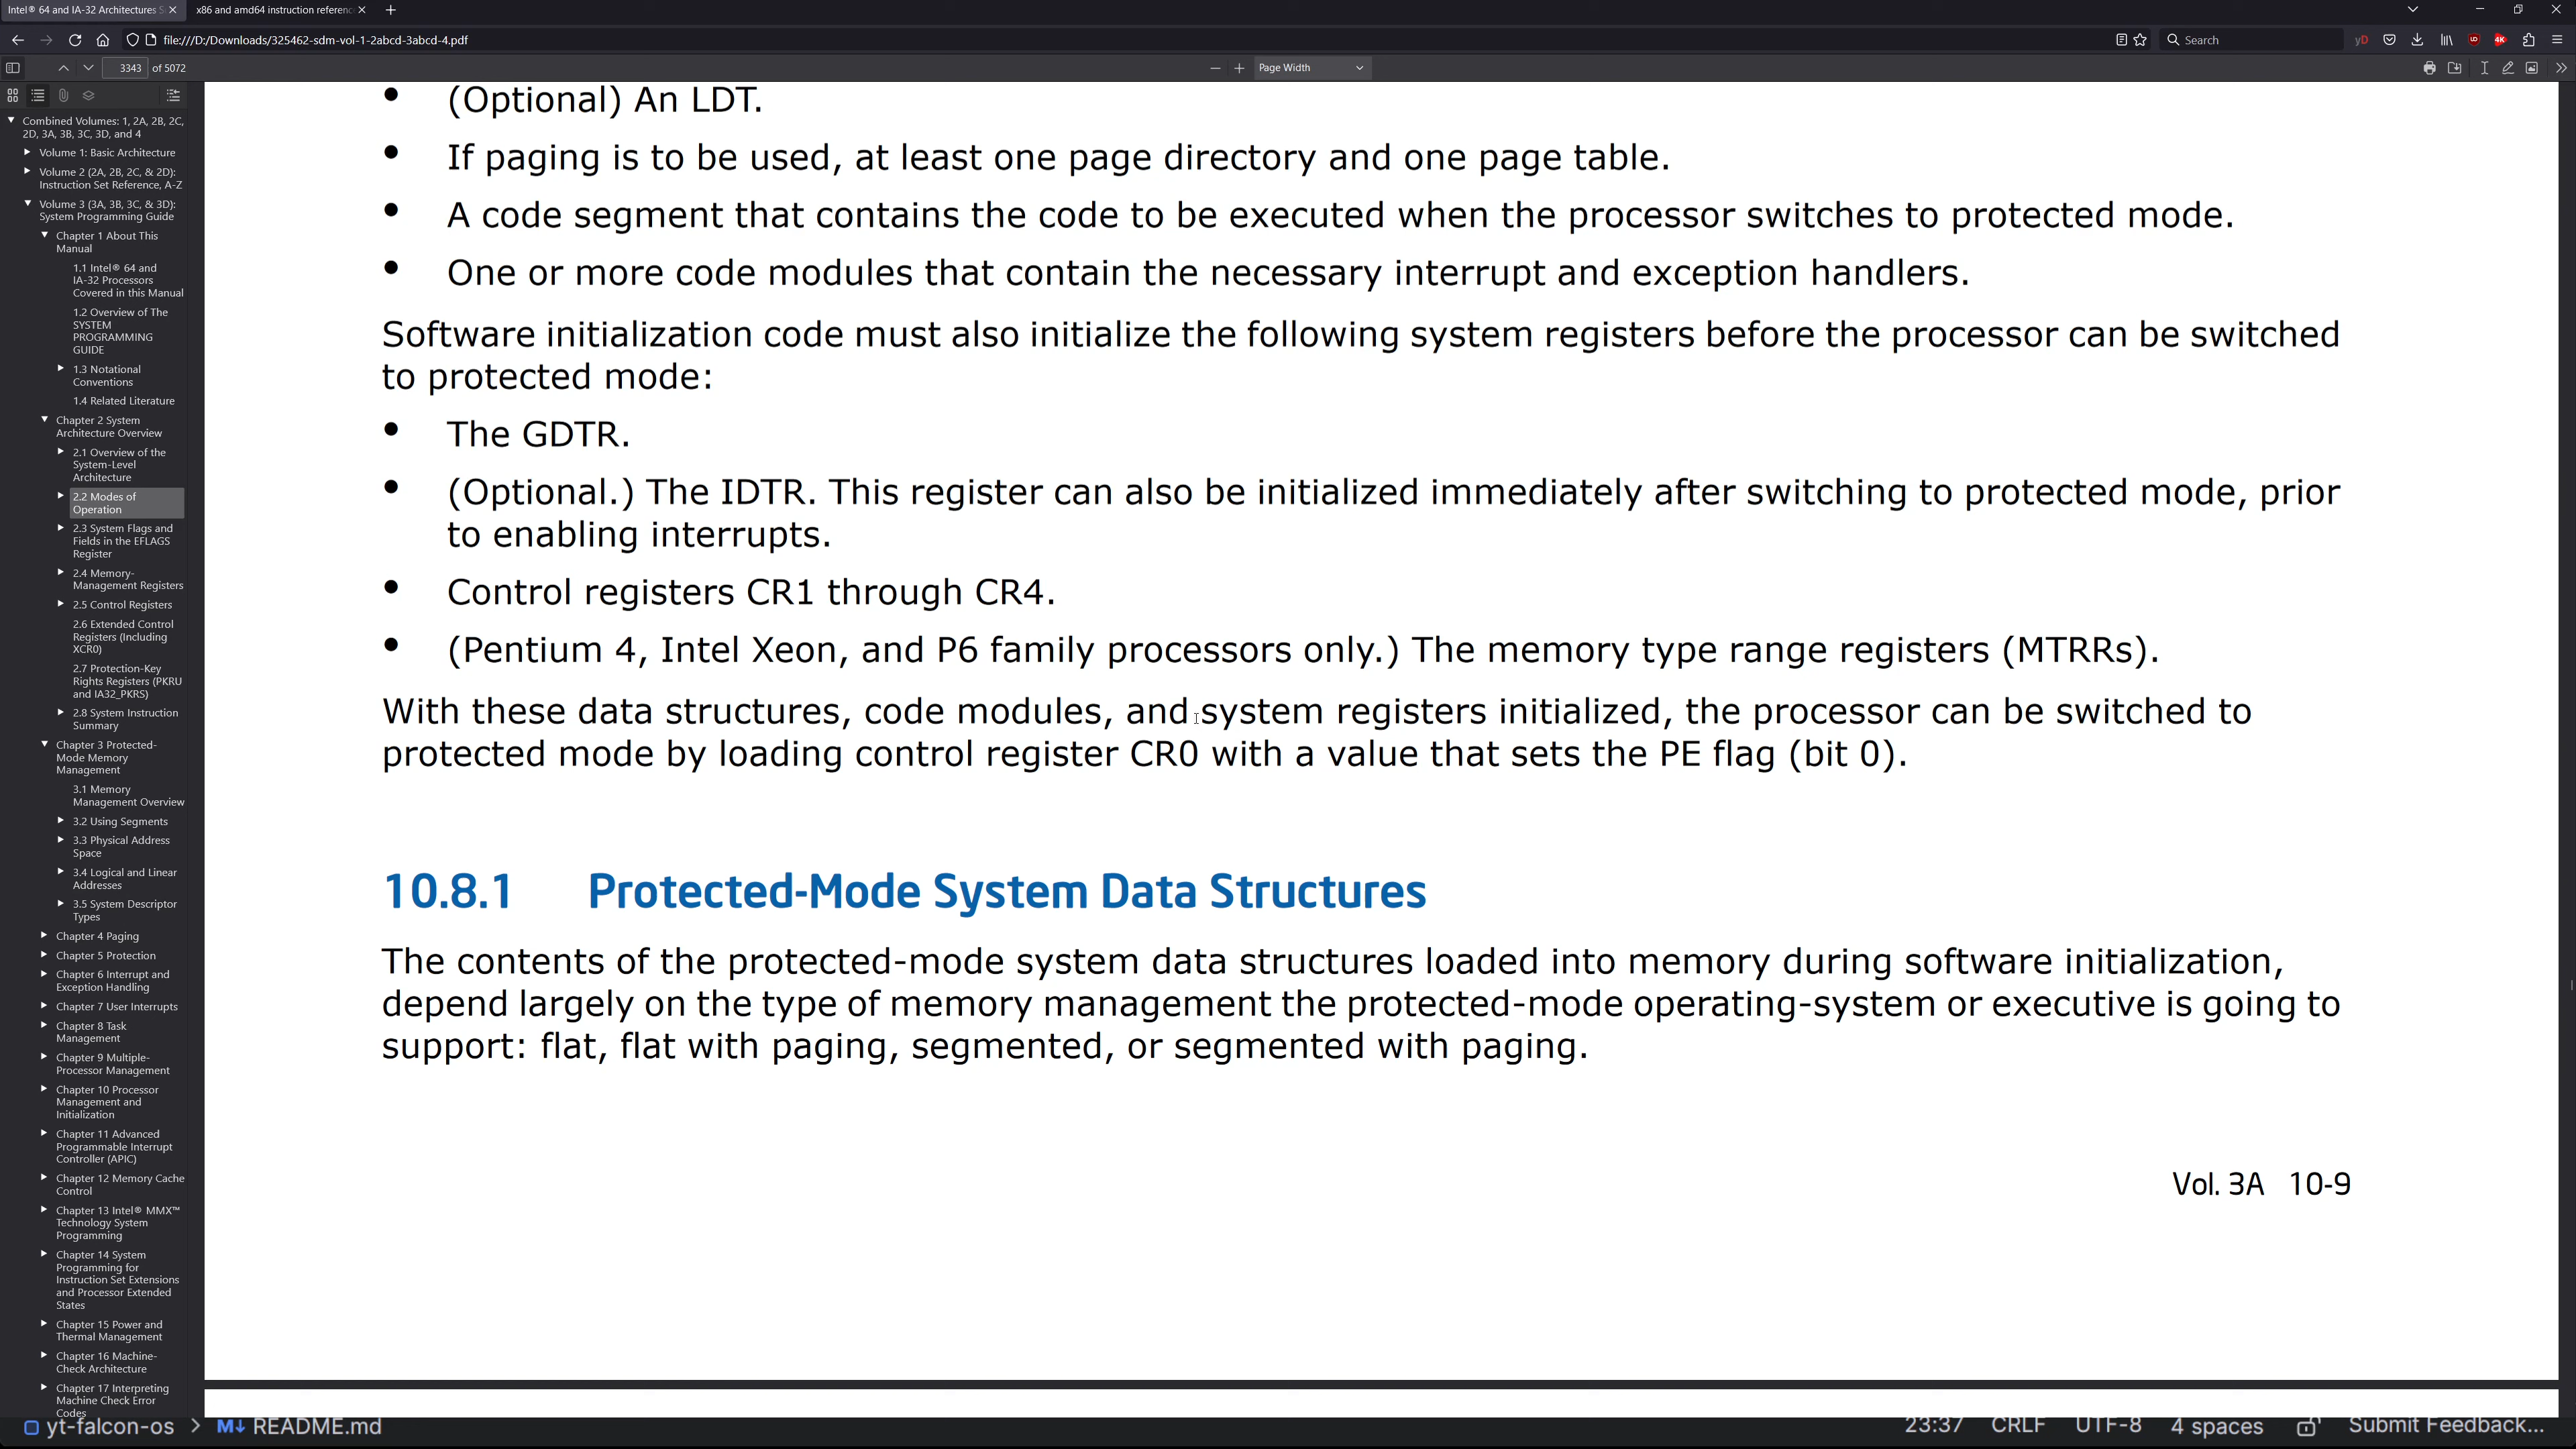 Intel® 64 and IA-32 Architectures S
x86 and amd64 instruction referenc
file:///D:/Downloads/325462-sdm-vol-1-2abcd-3abcd-4.pdf
Search
3343 of 5072
Page Width
Combined Volumes: 1, 2A, 2B, 2C,
2D, 3A, 3B, 3C, 3D, and 4
Volume 1: Basic Architecture
Volume 2 (2A, 2B, 2C, & 2D):
Instruction Set Reference, A-Z
Volume 3 (3A, 3B, 3C, & 3D):
System Programming Guide
Chapter 1 About This
Manual
1.1 Intel® 64 and
IA-32 Processors
Covered in this Manual
1.2 Overview of The
SYSTEM
PROGRAMMING
GUIDE
1.3 Notational
Conventions
1.4 Related Literature
Chapter 2 System
Architecture Overview
2.1 Overview of the
System-Level
Architecture
2.2 Modes of
Operation
2.3 System Flags and
Fields in the EFLAGS
Register
2.4 Memory-
Management Registers
2.5 Control Registers
2.6 Extended Control
Registers (Including
XCR0)
2.7 Protection-Key
Rights Registers (PKRU
and IA32_PKRS)
2.8 System Instruction
Summary
Chapter 3 Protected-
Mode Memory
Management
3.1 Memory
Management Overview
3.2 Using Segments
3.3 Physical Address
Space
3.4 Logical and Linear
Addresses
3.5 System Descriptor
Types
Chapter 4 Paging
Chapter 5 Protection
Chapter 6 Interrupt and
Exception Handling
Chapter 7 User Interrupts
Chapter 8 Task
Management
Chapter 9 Multiple-
Processor Management
Chapter 10 Processor
Management and
Initialization
Chapter 11 Advanced
Programmable Interrupt
Controller (APIC)
Chapter 12 Memory Cache
Control
Chapter 13 Intel® MMX™
Technology System
Programming
Chapter 14 System
Programming for
Instruction Set Extensions
and Processor Extended
States
Chapter 15 Power and
Thermal Management
Chapter 16 Machine-
Check Architecture
Chapter 17 Interpreting
Machine Check Error
Codes
• (Optional) An LDT.
• If paging is to be used, at least one page directory and one page table.
• A code segment that contains the code to be executed when the processor switches to protected mode.
• One or more code modules that contain the necessary interrupt and exception handlers.
Software initialization code must also initialize the following system registers before the processor can be switched
to protected mode:
• The GDTR.
• (Optional.) The IDTR. This register can also be initialized immediately after switching to protected mode, prior
to enabling interrupts.
• Control registers CR1 through CR4.
• (Pentium 4, Intel Xeon, and P6 family processors only.) The memory type range registers (MTRRs).
With these data structures, code modules, and system registers initialized, the processor can be switched to
protected mode by loading control register CR0 with a value that sets the PE flag (bit 0).
10.8.1 Protected-Mode System Data Structures
The contents of the protected-mode system data structures loaded into memory during software initialization,
depend largely on the type of memory management the protected-mode operating-system or executive is going to
support: flat, flat with paging, segmented, or segmented with paging.
Vol. 3A 10-9
yt-falcon-os > M↓ README.md
23:37 CRLF UTF-8 4 spaces Submit Feedback...